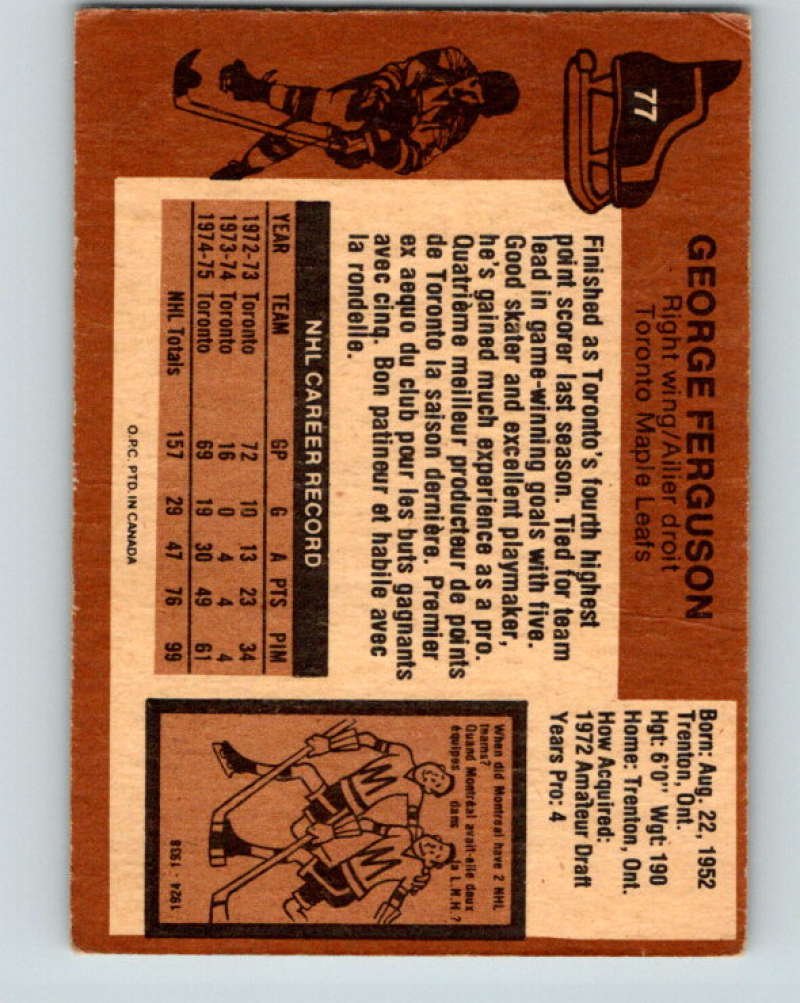 77
GEORGE FERGUSON
Right wing/Ailier droit
Toronto Maple Leafs
Born: Aug. 22, 1952
Trenton, Ont.
Hgt: 6'0" Wgt: 190
Home: Trenton, Ont.
How Acquired:
1972 Amateur Draft
Years Pro: 4
Finished as Toronto's fourth highest
point scorer last season. Tied for team
lead in game-winning goals with five.
Good skater and excellent playmaker,
he's gained much experience as a pro.
Quatrième meilleur producteur de points
de Toronto la saison dernière. Premier
ex aequo du club pour les buts gagnants
avec cinq. Bon patineur et habile avec
la rondelle.
NHL CAREER RECORD
YEAR TEAM GP G A PTS PIM
1972-73 Toronto 72 10 13 23 34
1973-74 Toronto 16 0 4 4 4
1974-75 Toronto 69 19 30 49 61
NHL Totals 157 29 47 76 99
O.P.C. PTD. IN CANADA
When did Montreal have 2 NHL
teams?
Quand Montréal avait-elle deux
équipes dans la L.N.H.?
M
M
1924 - 1938